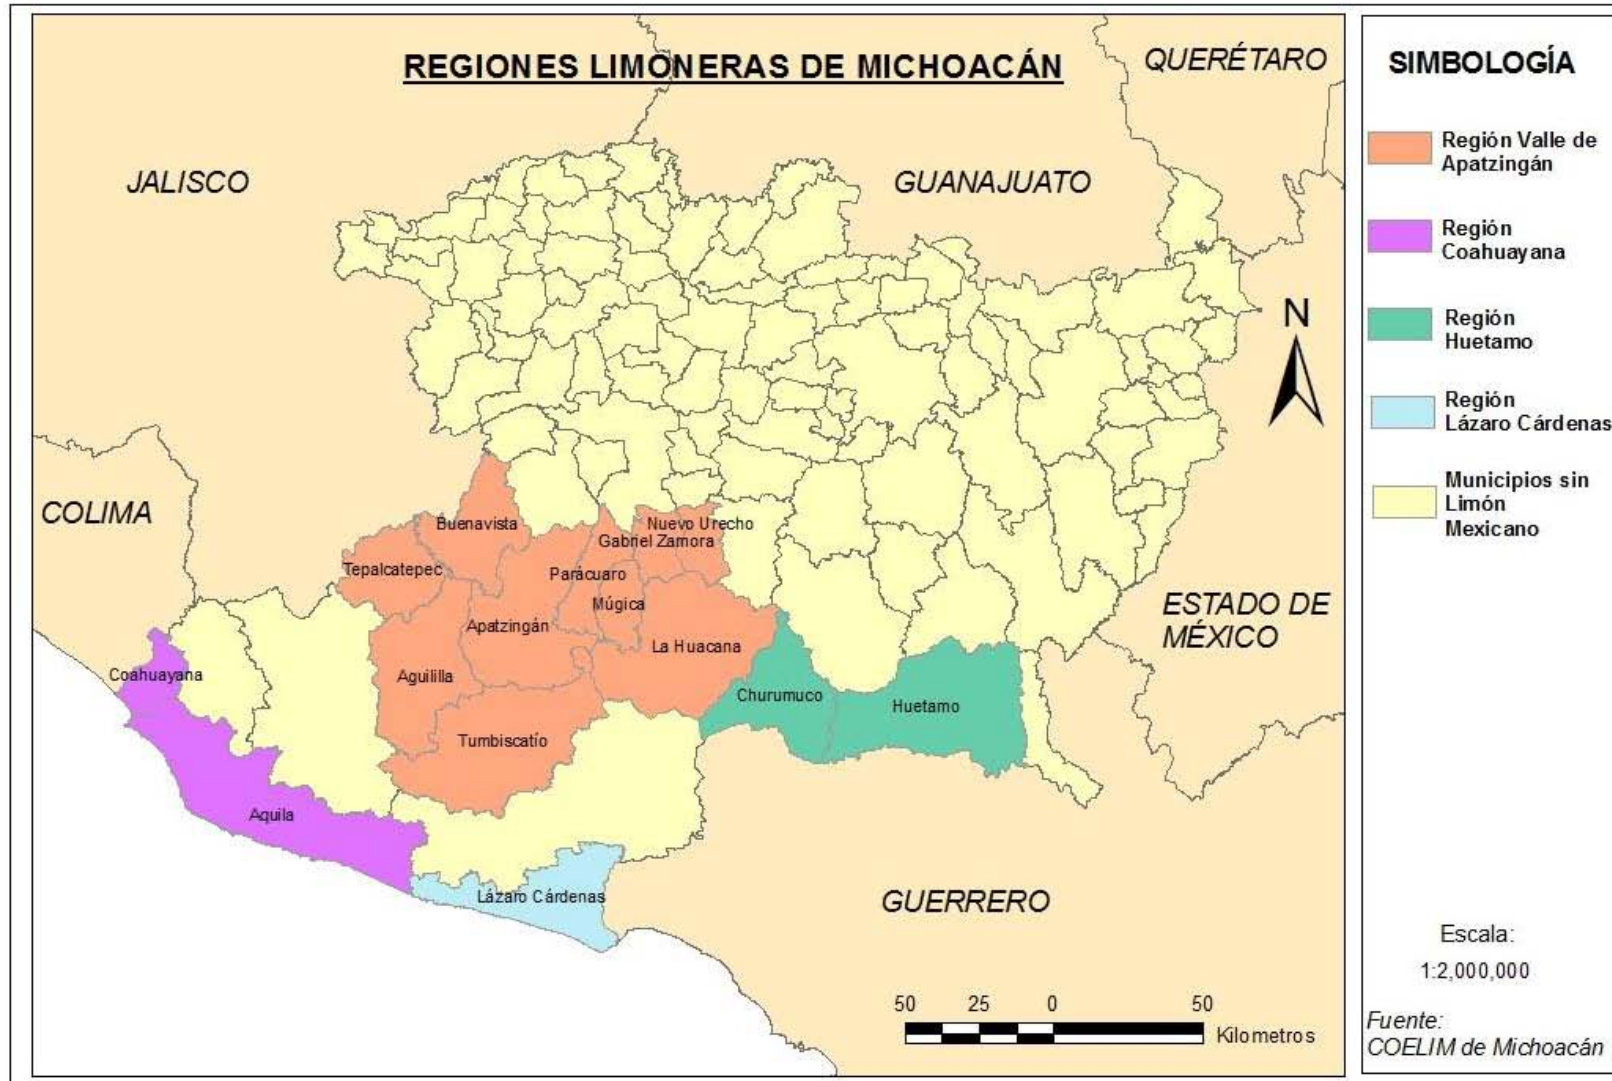 REGIONES LIMONERAS DE MICHOACÁN
QUERÉTARO
JALISCO
GUANAJUATO
COLIMA
Buenavista
Nuevo Urecho
Gabriel Zamora
Tepalcatepec
Parácuaro
Múgica
Apatzingán
La Huacana
Aguililla
Coahuayana
Churumuco
Huetamo
Tumbiscatío
Aquila
Lázaro Cárdenas
ESTADO DE
MÉXICO
GUERRERO
N
50 25 0 50
Kilometros
SIMBOLOGÍA
Región Valle de
Apatzingán
Región
Coahuayana
Región
Huetamo
Región
Lázaro Cárdenas
Municipios sin
Limón
Mexicano
Escala:
1:2,000,000
Fuente:
COELIM de Michoacán